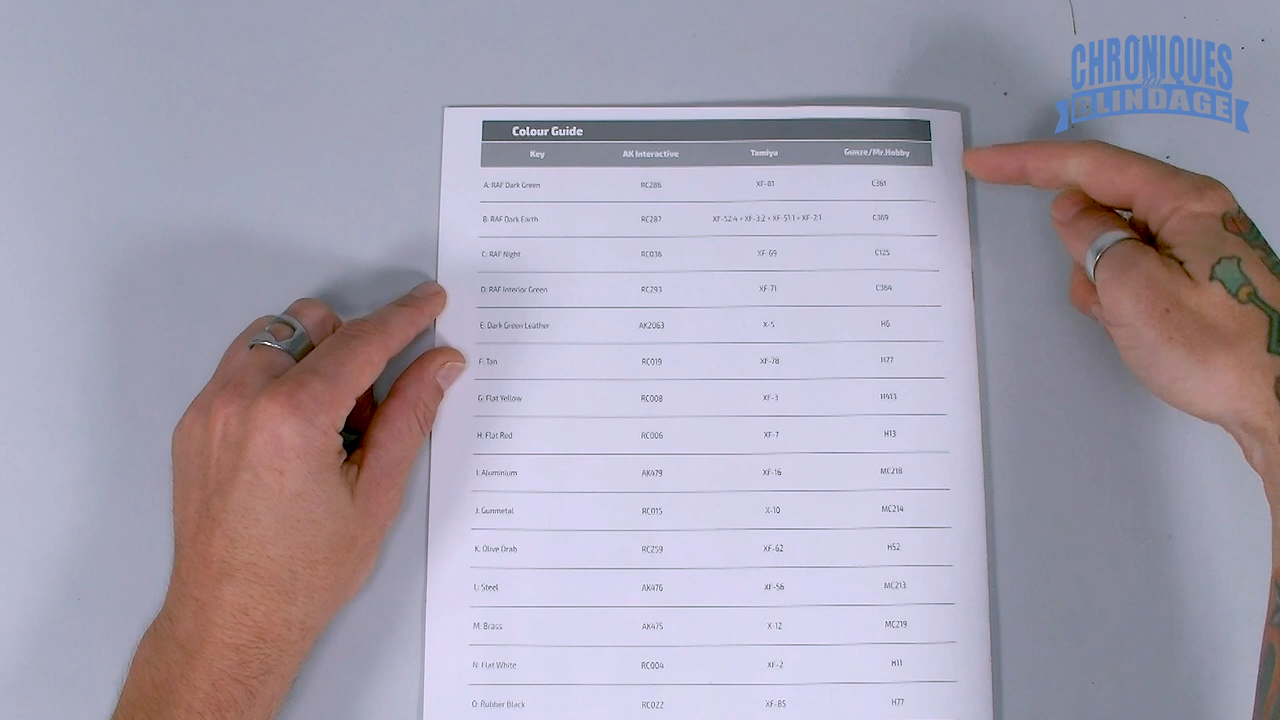 CHRONIQUES
BLINDAGE
Colour Guide
Key AK Interactive Tamiya Gunze/Mr.Hobby
A: RAF Dark Green RC286 XF-81 C361
B: RAF Dark Earth RC287 XF-52:4 + XF-3:2 + XF-51:1 + XF-2:1 C369
C: RAF Night RC036 XF-69 C125
D: RAF Interior Green RC293 XF-71 C364
E: Dark Green Leather AK2063 X-5 H6
F: Tan RC019 XF-78 H27
G: Flat Yellow RC008 XF-3 H413
H: Flat Red RC006 XF-7 H13
I: Aluminium AK479 XF-16 MC218
J: Gunmetal RC015 X-10 MC214
K: Olive Drab RC259 XF-62 H52
L: Steel AK476 XF-56 MC213
M: Brass AK475 X-12 MC219
N: Flat White RC004 XF-2 H11
O: Rubber Black RC022 XF-85 H77